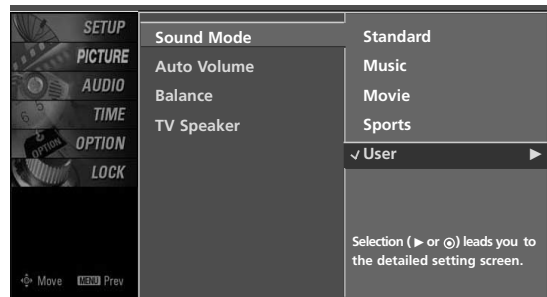 SETUP
PICTURE
AUDIO
TIME
OPTION
LOCK
Move MENU Prev
Sound Mode
Auto Volume
Balance
TV Speaker
Standard
Music
Movie
Sports
✓ User ▶
Selection ( ▶ or ◉) leads you to
the detailed setting screen.